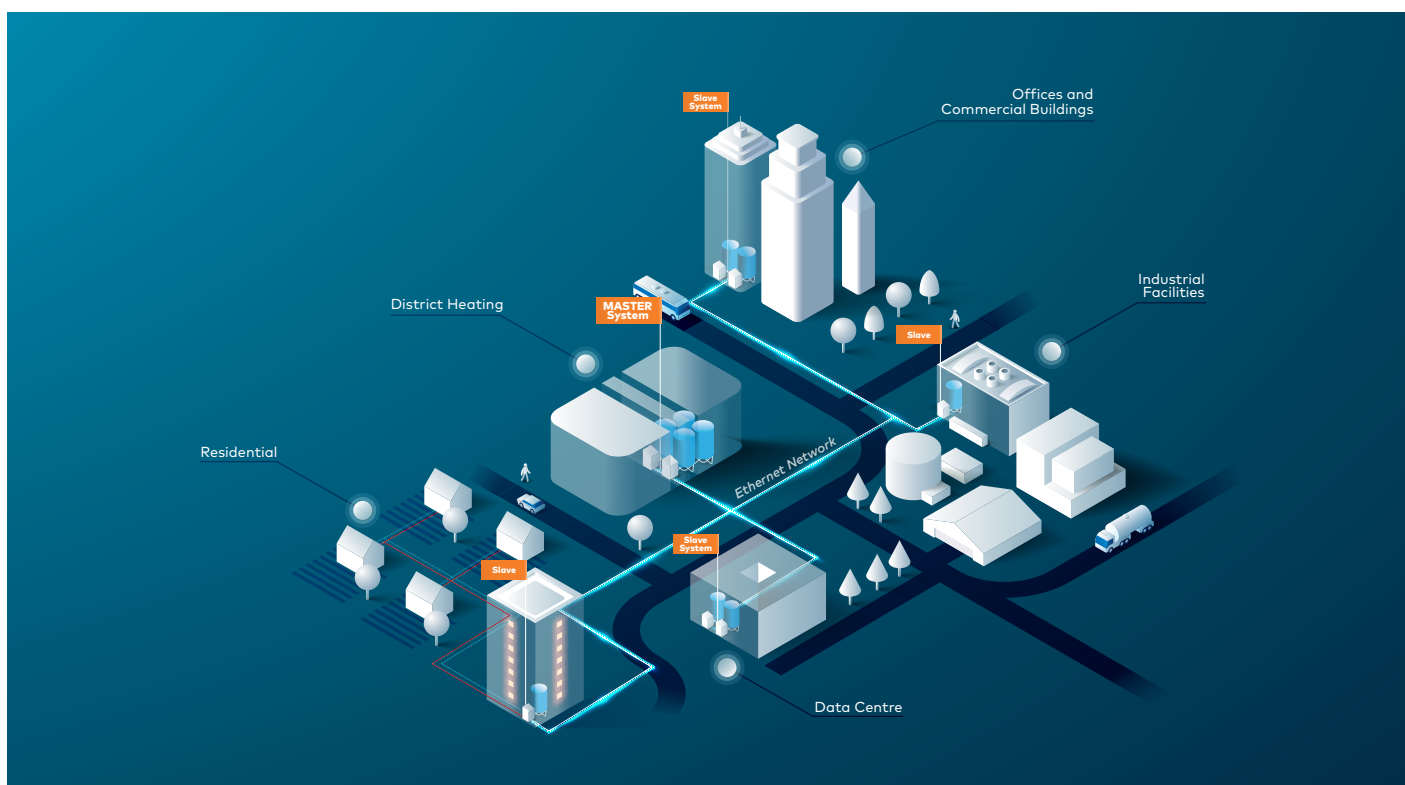 Slave
System
Offices and
Commercial Buildings
Industrial
Facilities
District Heating
MASTER
System
Slave
Residential
Ethernet Network
Slave
System
Slave
Data Centre